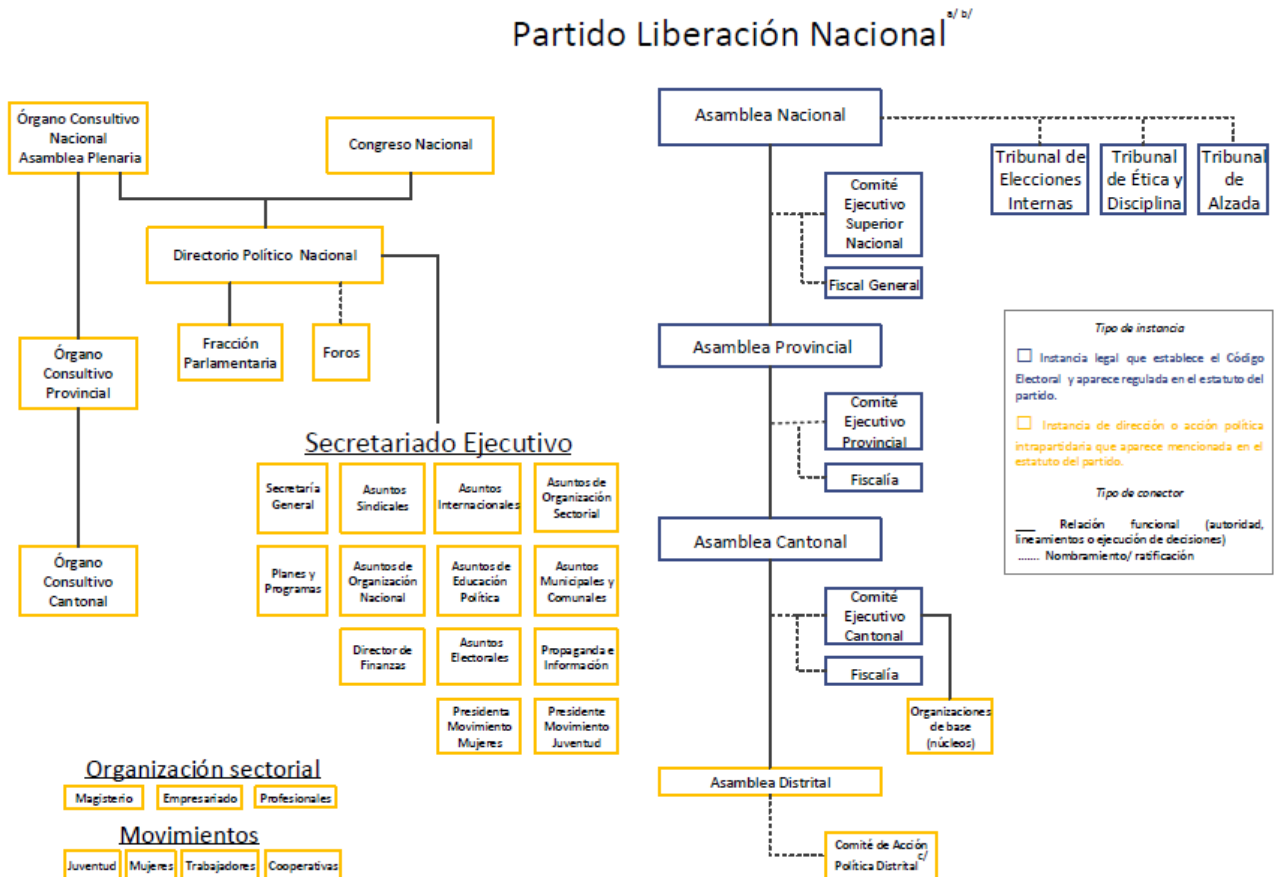 Partido Liberación Nacional a/ b/
Órgano Consultivo
Nacional
Asamblea Plenaria
Congreso Nacional
Directorio Político Nacional
Fracción
Parlamentaria
Foros
Órgano
Consultivo
Provincial
Órgano
Consultivo
Cantonal
Secretariado Ejecutivo
Secretaría
General
Asuntos
Sindicales
Asuntos
Internacionales
Asuntos de
Organización
Sectorial
Planes y
Programas
Asuntos de
Organización
Nacional
Asuntos de
Educación
Política
Asuntos
Municipales y
Comunales
Director de
Finanzas
Asuntos
Electorales
Propaganda e
Información
Presidenta
Movimiento
Mujeres
Presidente
Movimiento
Juventud
Organización sectorial
Magisterio
Empresariado
Profesionales
Movimientos
Juventud
Mujeres
Trabajadores
Cooperativas
Asamblea Nacional
Tribunal de
Elecciones
Internas
Tribunal
de Ética y
Disciplina
Tribunal
de
Alzada
Comité
Ejecutivo
Superior
Nacional
Fiscal General
Asamblea Provincial
Comité
Ejecutivo
Provincial
Fiscalía
Asamblea Cantonal
Comité
Ejecutivo
Cantonal
Fiscalía
Organizaciones
de base
(núcleos)
Asamblea Distrital
Comité de Acción
Política Distrital c/
Tipo de instancia
Instancia legal que establece el Código
Electoral y aparece regulada en el estatuto del
partido.
Instancia de dirección o acción política
intrapartidaria que aparece mencionada en el
estatuto del partido.
Tipo de conector
___ Relación funcional (autoridad,
lineamientos o ejecución de decisiones)
...... Nombramiento/ ratificación